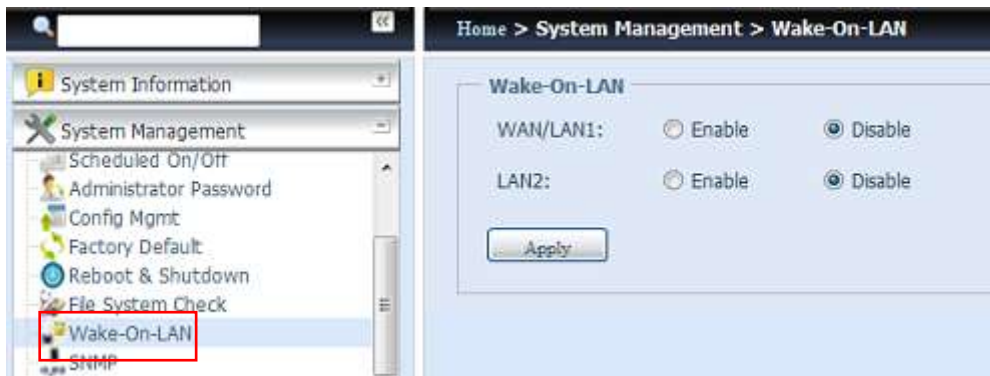 Home > System Management > Wake-On-LAN
System Information
System Management
Scheduled On/Off
Administrator Password
Config Mgmt
Factory Default
Reboot & Shutdown
File System Check
Wake-On-LAN
SNMP
Wake-On-LAN
WAN/LAN1: Enable Disable
LAN2: Enable Disable
Apply